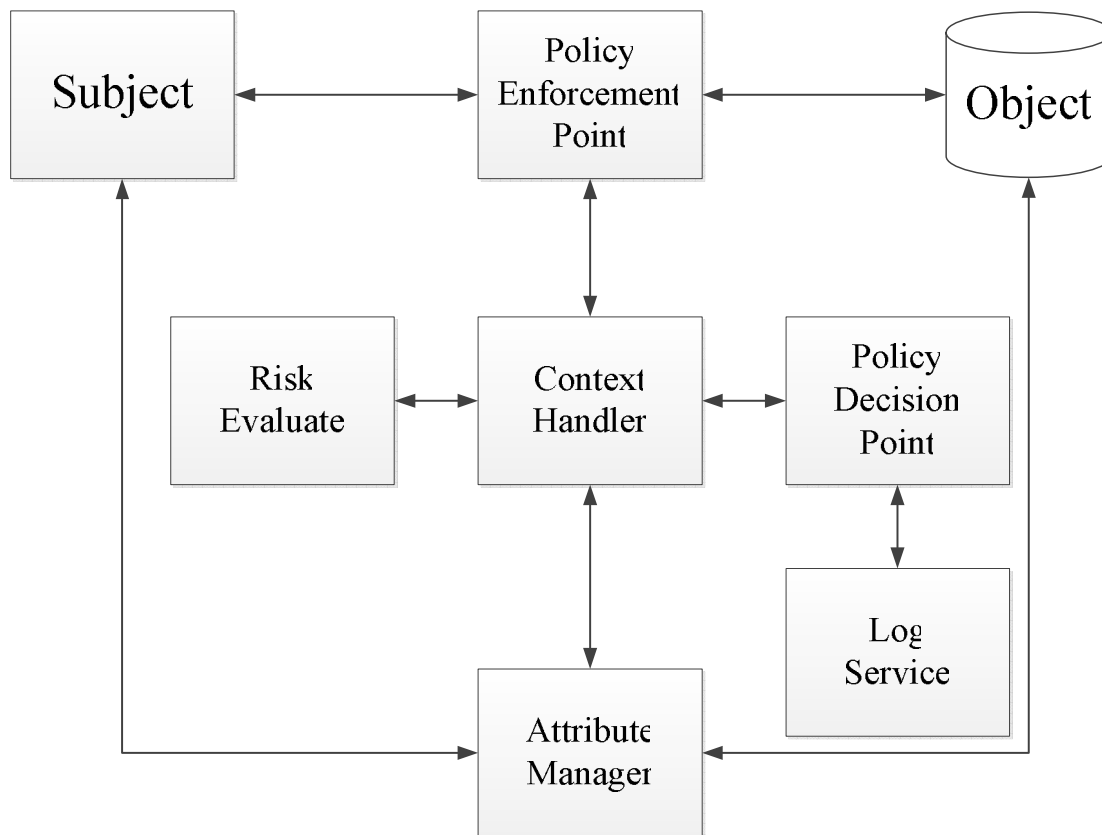 Subject
Policy
Enforcement
Point
Object
Risk
Evaluate
Context
Handler
Policy
Decision
Point
Log
Service
Attribute
Manager